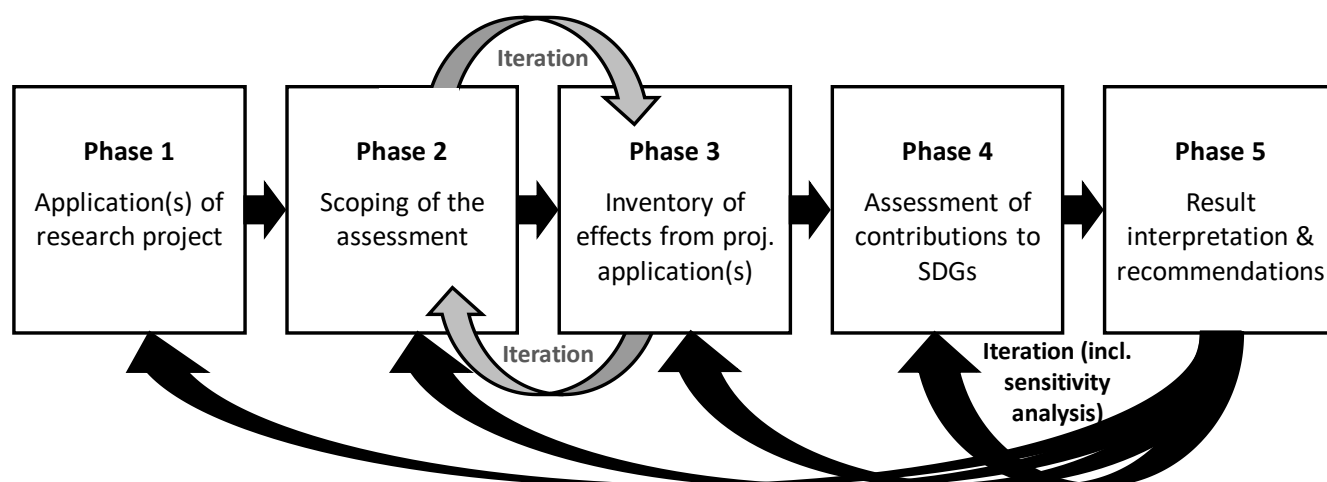 Iteration
Phase 1
Application(s) of
research project
Phase 2
Scoping of the
assessment
Phase 3
Inventory of
effects from proj.
application(s)
Phase 4
Assessment of
contributions to
SDGs
Phase 5
Result
interpretation &
recommendations
Iteration
Iteration (incl.
sensitivity
analysis)